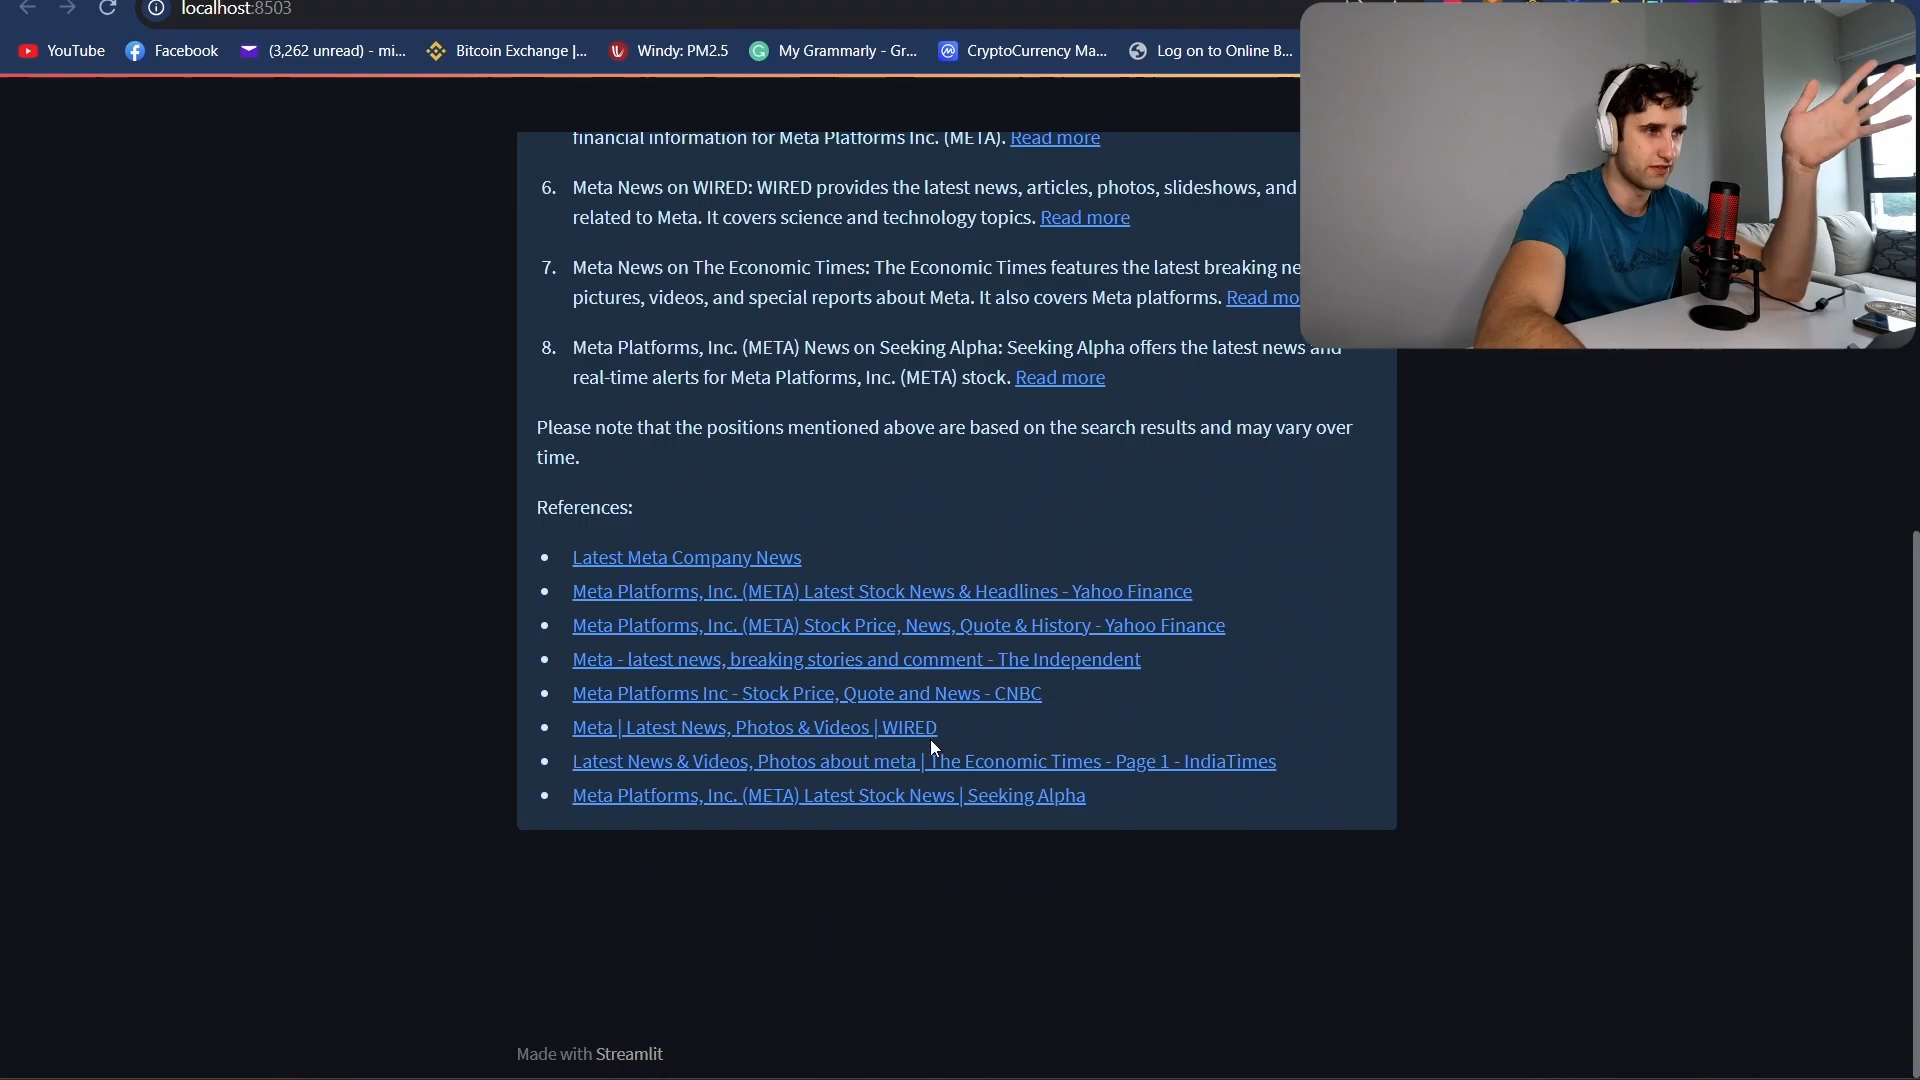 localhost:8503
YouTube Facebook (3,262 unread) - mi... Bitcoin Exchange |... Windy: PM2.5 My Grammarly - Gr... CryptoCurrency Ma... Log on to Online B...
financial information for Meta Platforms Inc. (META). Read more
6. Meta News on WIRED: WIRED provides the latest news, articles, photos, slideshows, and
related to Meta. It covers science and technology topics. Read more
7. Meta News on The Economic Times: The Economic Times features the latest breaking ne
pictures, videos, and special reports about Meta. It also covers Meta platforms. Read mo
8. Meta Platforms, Inc. (META) News on Seeking Alpha: Seeking Alpha offers the latest news and
real-time alerts for Meta Platforms, Inc. (META) stock. Read more
Please note that the positions mentioned above are based on the search results and may vary over
time.
References:
Latest Meta Company News
Meta Platforms, Inc. (META) Latest Stock News & Headlines - Yahoo Finance
Meta Platforms, Inc. (META) Stock Price, News, Quote & History - Yahoo Finance
Meta - latest news, breaking stories and comment - The Independent
Meta Platforms Inc - Stock Price, Quote and News - CNBC
Meta | Latest News, Photos & Videos | WIRED
Latest News & Videos, Photos about meta | The Economic Times - Page 1 - IndiaTimes
Meta Platforms, Inc. (META) Latest Stock News | Seeking Alpha
Made with Streamlit